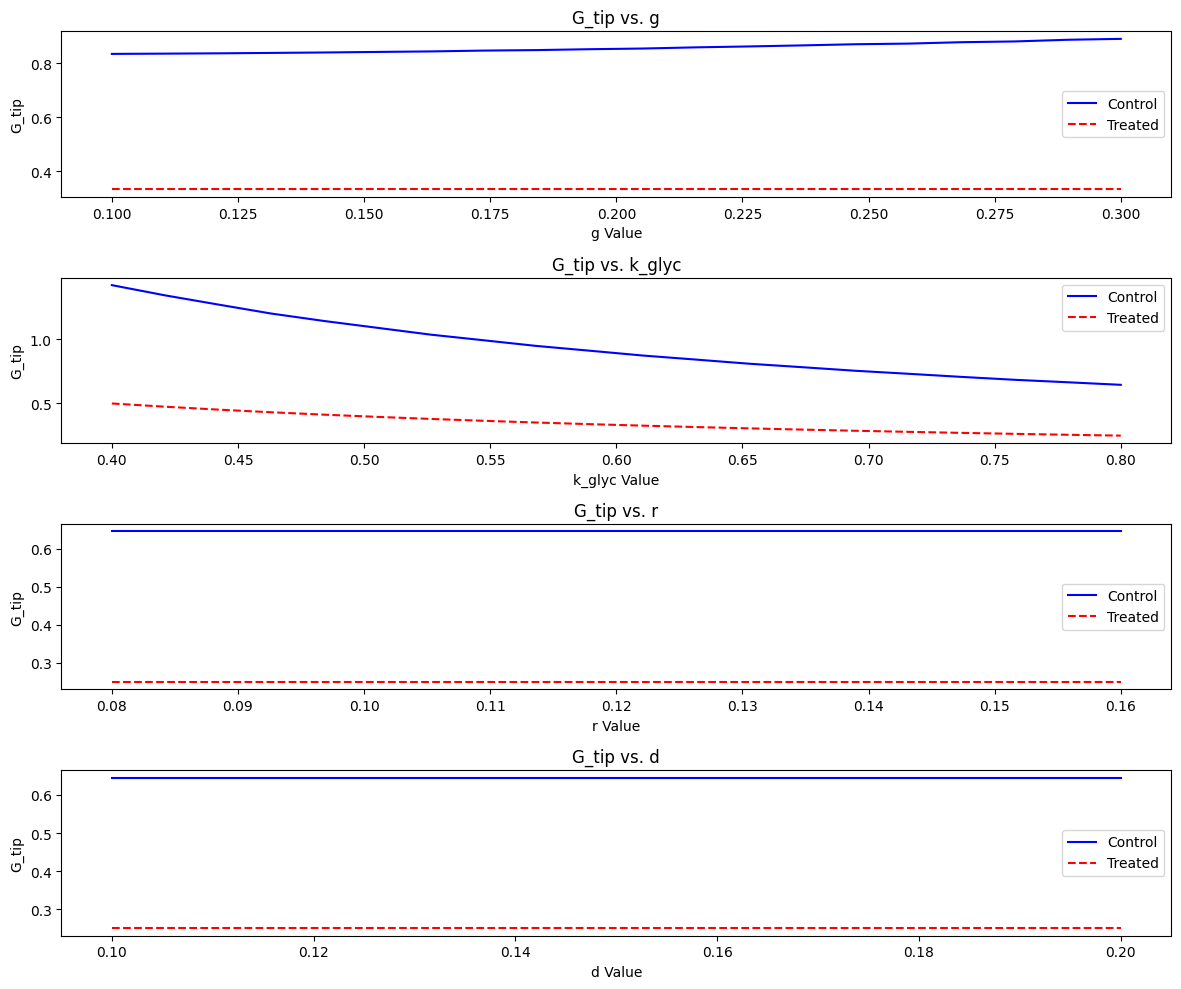 G_tip vs. g
G_tip
0.8
0.6
0.4
Control
Treated
0.100 0.125 0.150 0.175 0.200 0.225 0.250 0.275 0.300
g Value
G_tip vs. k_glyc
G_tip
1.0
0.5
Control
Treated
0.40 0.45 0.50 0.55 0.60 0.65 0.70 0.75 0.80
k_glyc Value
G_tip vs. r
G_tip
0.6
0.5
0.4
0.3
Control
Treated
0.08 0.09 0.10 0.11 0.12 0.13 0.14 0.15 0.16
r Value
G_tip vs. d
G_tip
0.6
0.5
0.4
0.3
Control
Treated
0.10 0.12 0.14 0.16 0.18 0.20
d Value